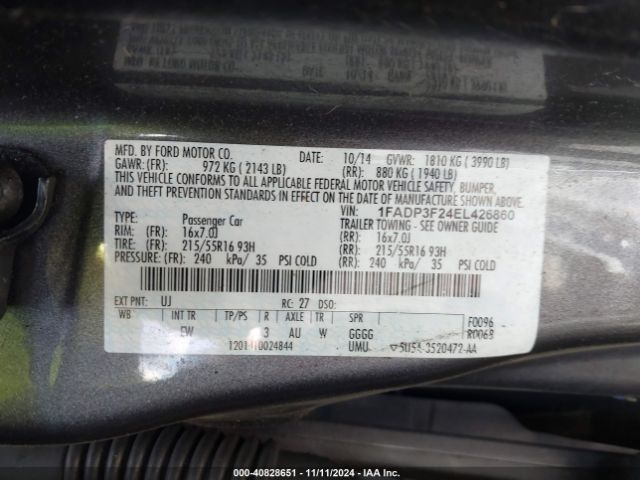 MFD. BY FORD MOTOR CO.
DATE: 10/14 GVWR: 1810 KG ( 3990 LB)
GAWR: (FR): 972 KG ( 2143 LB) (RR): 880 KG ( 1940 LB)
THIS VEHICLE CONFORMS TO ALL APPLICABLE FEDERAL MOTOR VEHICLE SAFETY, BUMPER,
AND THEFT PREVENTION STANDARDS IN EFFECT ON THE DATE OF MANUFACTURE SHOWN ABOVE.
VIN: 1FADP3F24EL426860
TYPE: Passenger Car TRAILER TOWING - SEE OWNER MANUAL
RIM: (FR) 16x7.0J (RR): 16x7.0J
TIRE: (FR) 215/55R16 93H (RR): 215/55R16 93H
PRESSURE: (FR) 240 kPa/ 35 PSI COLD (RR): 240 kPa/ 35 PSI COLD
EXT PNT: UJ RC: 27 DSO:
WB INT TR TP/PS R AXLE TR SPR F0096
EW 3 AU W GGGG R0063
UMU
00-40828651 - 11/11/2024 - IAA Inc.